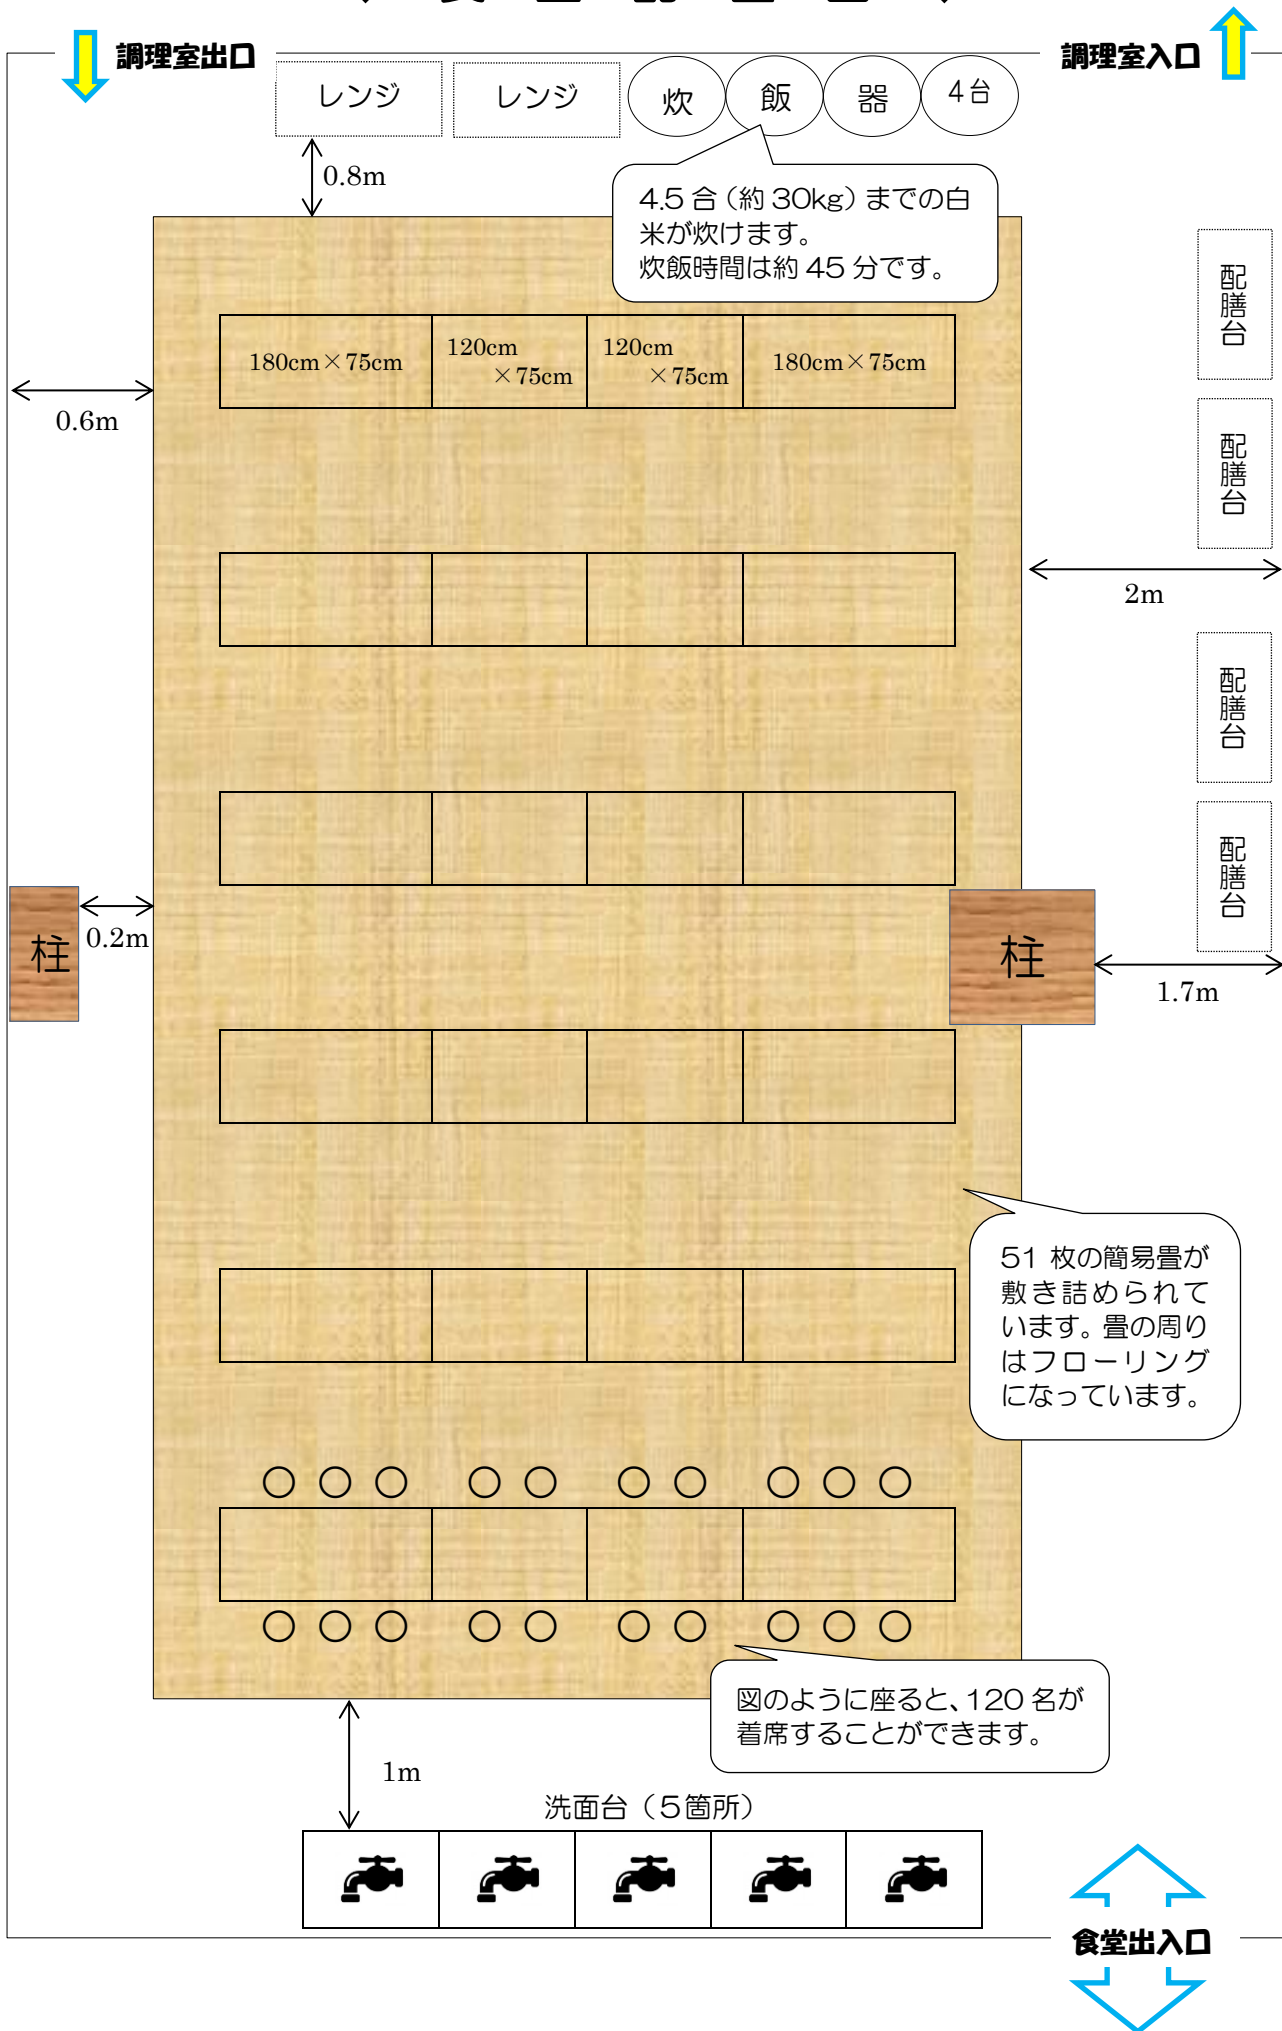 調理室出口
調理室入口
レンジ
レンジ
炊
飯
器
4台
0.8m
4.5合（約30kg）までの白
米が炊けます。
炊飯時間は約45分です。
配膳台
180cm×75cm
120cm
×75cm
120cm
×75cm
180cm×75cm
0.6m
配膳台
2m
配膳台
配膳台
柱
0.2m
柱
1.7m
51 枚の簡易畳が
敷き詰められて
います。畳の周り
はフローリング
になっています。
図のように座ると、120名が
着席することができます。
1m
洗面台（5箇所）
食堂出入口